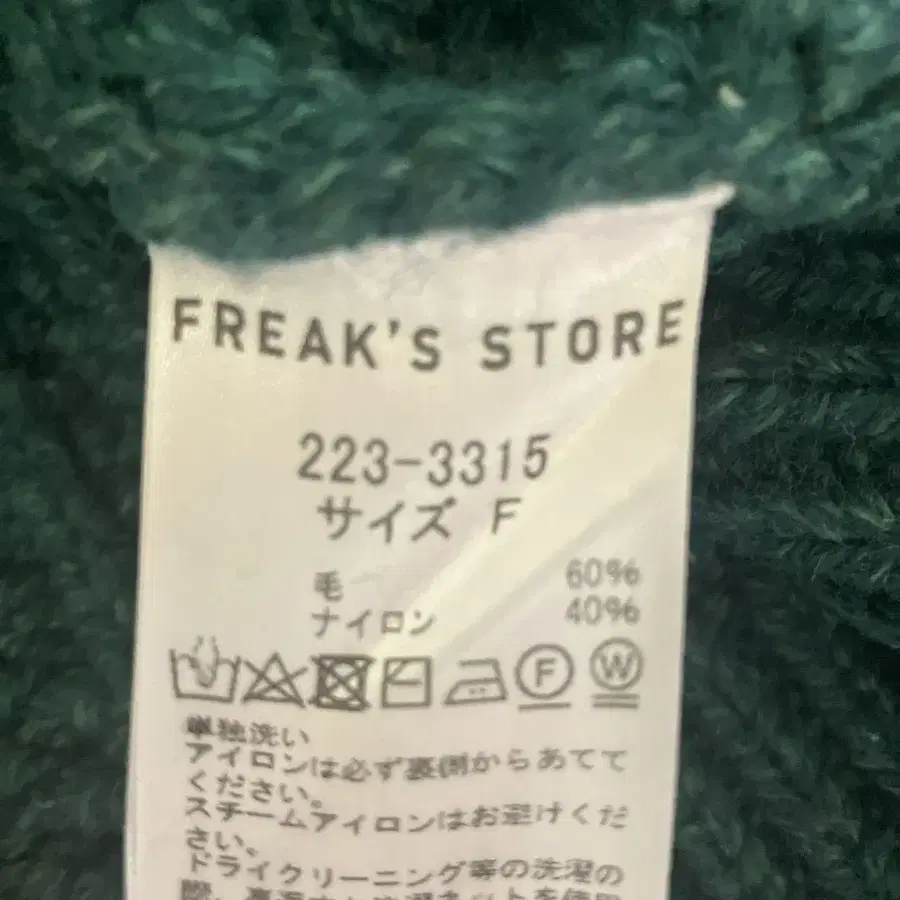 FREAK'S STORE
223-3315
サイズ F
毛 60%
ナイロン 40%
F W
単独洗い
アイロンは必ず裏側からあてて
ください。
スチームアイロンはお避けくだ
さい。
ドライクリーニング等の洗濯の